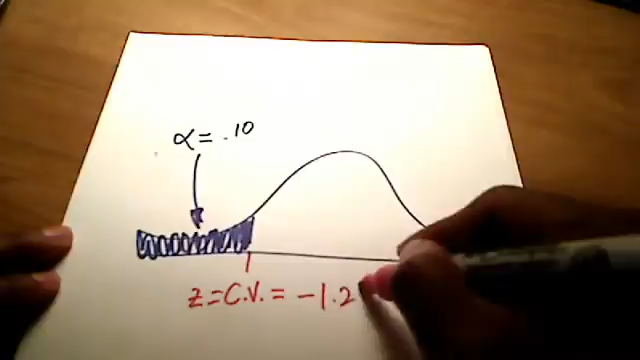 α = .10
z = C.V. = -1.2